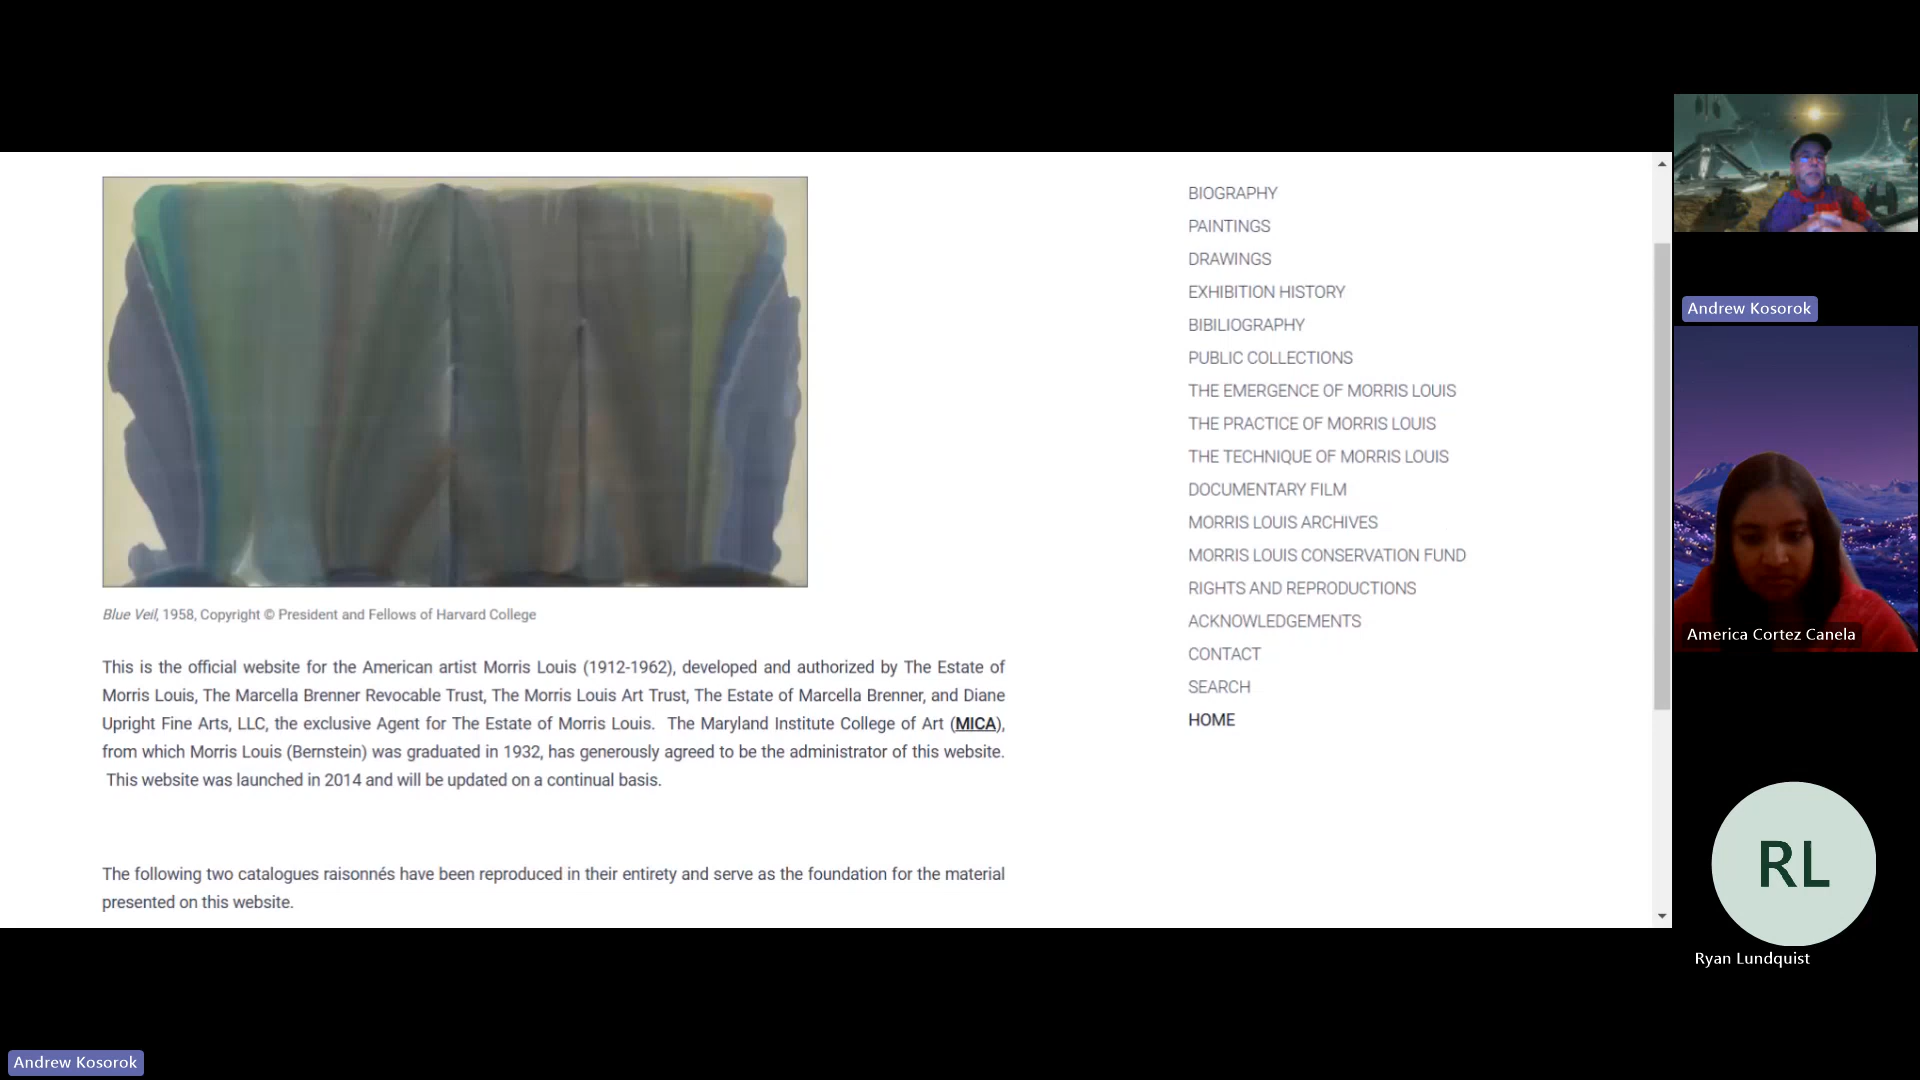 Blue Veil, 1958, Copyright © President and Fellows of Harvard College
This is the official website for the American artist Morris Louis (1912-1962), developed and authorized by The Estate of
Morris Louis, The Marcella Brenner Revocable Trust, The Morris Louis Art Trust, The Estate of Marcella Brenner, and Diane
Upright Fine Arts, LLC, the exclusive Agent for The Estate of Morris Louis. The Maryland Institute College of Art (MICA),
from which Morris Louis (Bernstein) was graduated in 1932, has generously agreed to be the administrator of this website.
This website was launched in 2014 and will be updated on a continual basis.
The following two catalogues raisonnés have been reproduced in their entirety and serve as the foundation for the material
presented on this website.
BIOGRAPHY
PAINTINGS
DRAWINGS
EXHIBITION HISTORY
BIBILIOGRAPHY
PUBLIC COLLECTIONS
THE EMERGENCE OF MORRIS LOUIS
THE PRACTICE OF MORRIS LOUIS
THE TECHNIQUE OF MORRIS LOUIS
DOCUMENTARY FILM
MORRIS LOUIS ARCHIVES
MORRIS LOUIS CONSERVATION FUND
RIGHTS AND REPRODUCTIONS
ACKNOWLEDGEMENTS
CONTACT
SEARCH
HOME
Andrew Kosorok
America Cortez Canela
RL
Ryan Lundquist
Andrew Kosorok